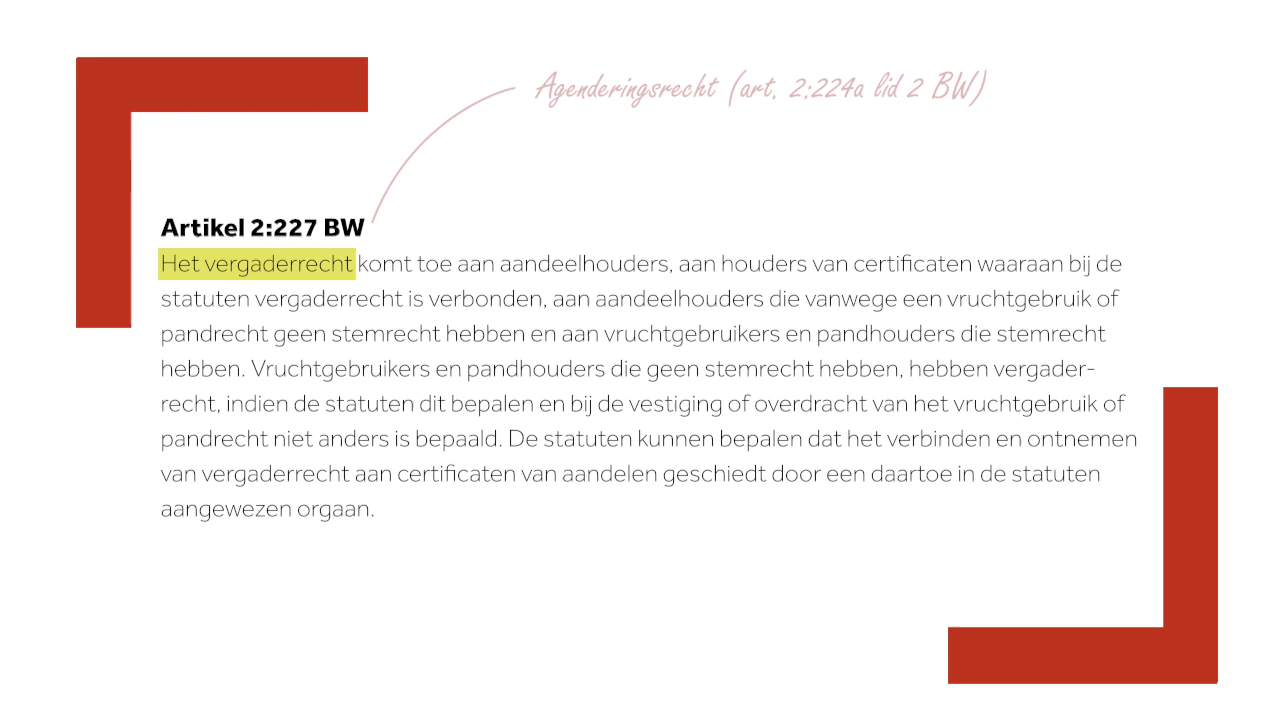 Agenderingsrecht (art. 2:224a lid 2 BW)
Artikel 2:227 BW
Het vergaderrecht komt toe aan aandeelhouders, aan houders van certificaten waaraan bij de
statuten vergaderrecht is verbonden, aan aandeelhouders die vanwege een vruchtgebruik of
pandrecht geen stemrecht hebben en aan vruchtgebruikers en pandhouders die stemrecht
hebben. Vruchtgebruikers en pandhouders die geen stemrecht hebben, hebben vergader-
recht, indien de statuten dit bepalen en bij de vestiging of overdracht van het vruchtgebruik of
pandrecht niet anders is bepaald. De statuten kunnen bepalen dat het verbinden en ontnemen
van vergaderrecht aan certificaten van aandelen geschiedt door een daartoe in de statuten
aangewezen orgaan.